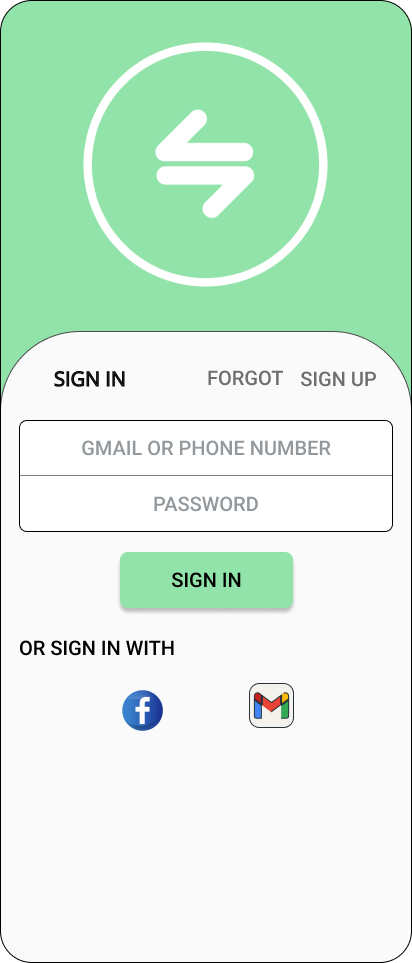 SIGN IN FORGOT SIGN UP
GMAIL OR PHONE NUMBER
PASSWORD
SIGN IN
OR SIGN IN WITH